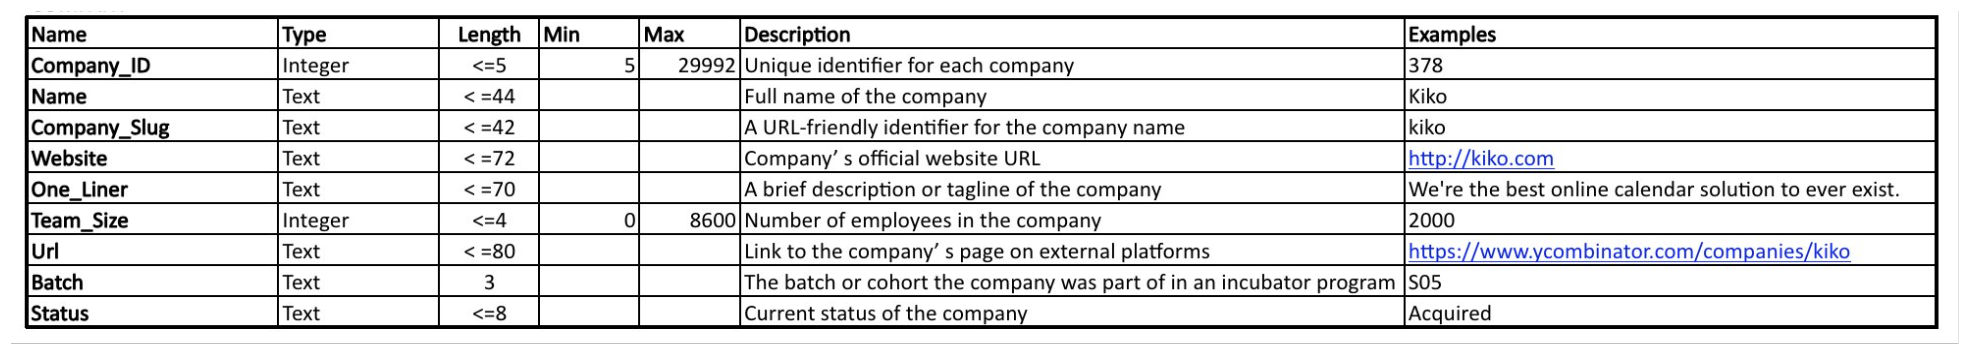 Name Type Length Min Max Description Examples
Company_ID Integer <=5 5 29992 Unique identifier for each company 378
Name Text < =44 Full name of the company Kiko
Company_Slug Text < =42 A URL-friendly identifier for the company name kiko
Website Text < =72 Company’ s official website URL http://kiko.com
One_Liner Text < =70 A brief description or tagline of the company We're the best online calendar solution to ever exist.
Team_Size Integer <=4 0 8600 Number of employees in the company 2000
Url Text < =80 Link to the company’ s page on external platforms https://www.ycombinator.com/companies/kiko
Batch Text 3 The batch or cohort the company was part of in an incubator program S05
Status Text <=8 Current status of the company Acquired